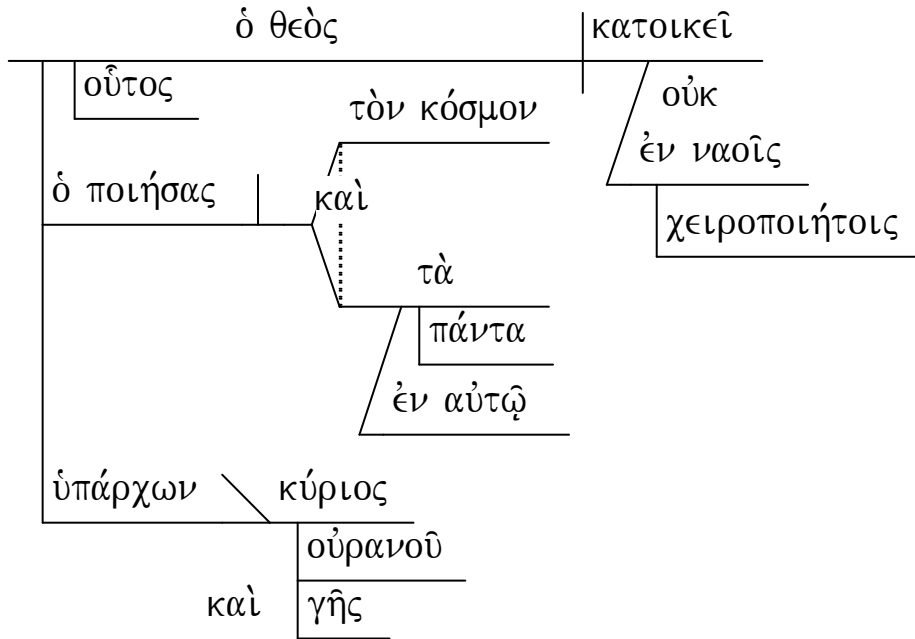 ὁ θεὸς κατοικεῖ
οὗτος οὐκ
τὸν κόσμον
ἐν ναοῖς
ὁ ποιήσας καὶ
χειροποιήτοις
τὰ
πάντα
ἐν αὐτῷ
ὑπάρχων κύριος
οὐρανοῦ
καὶ γῆς